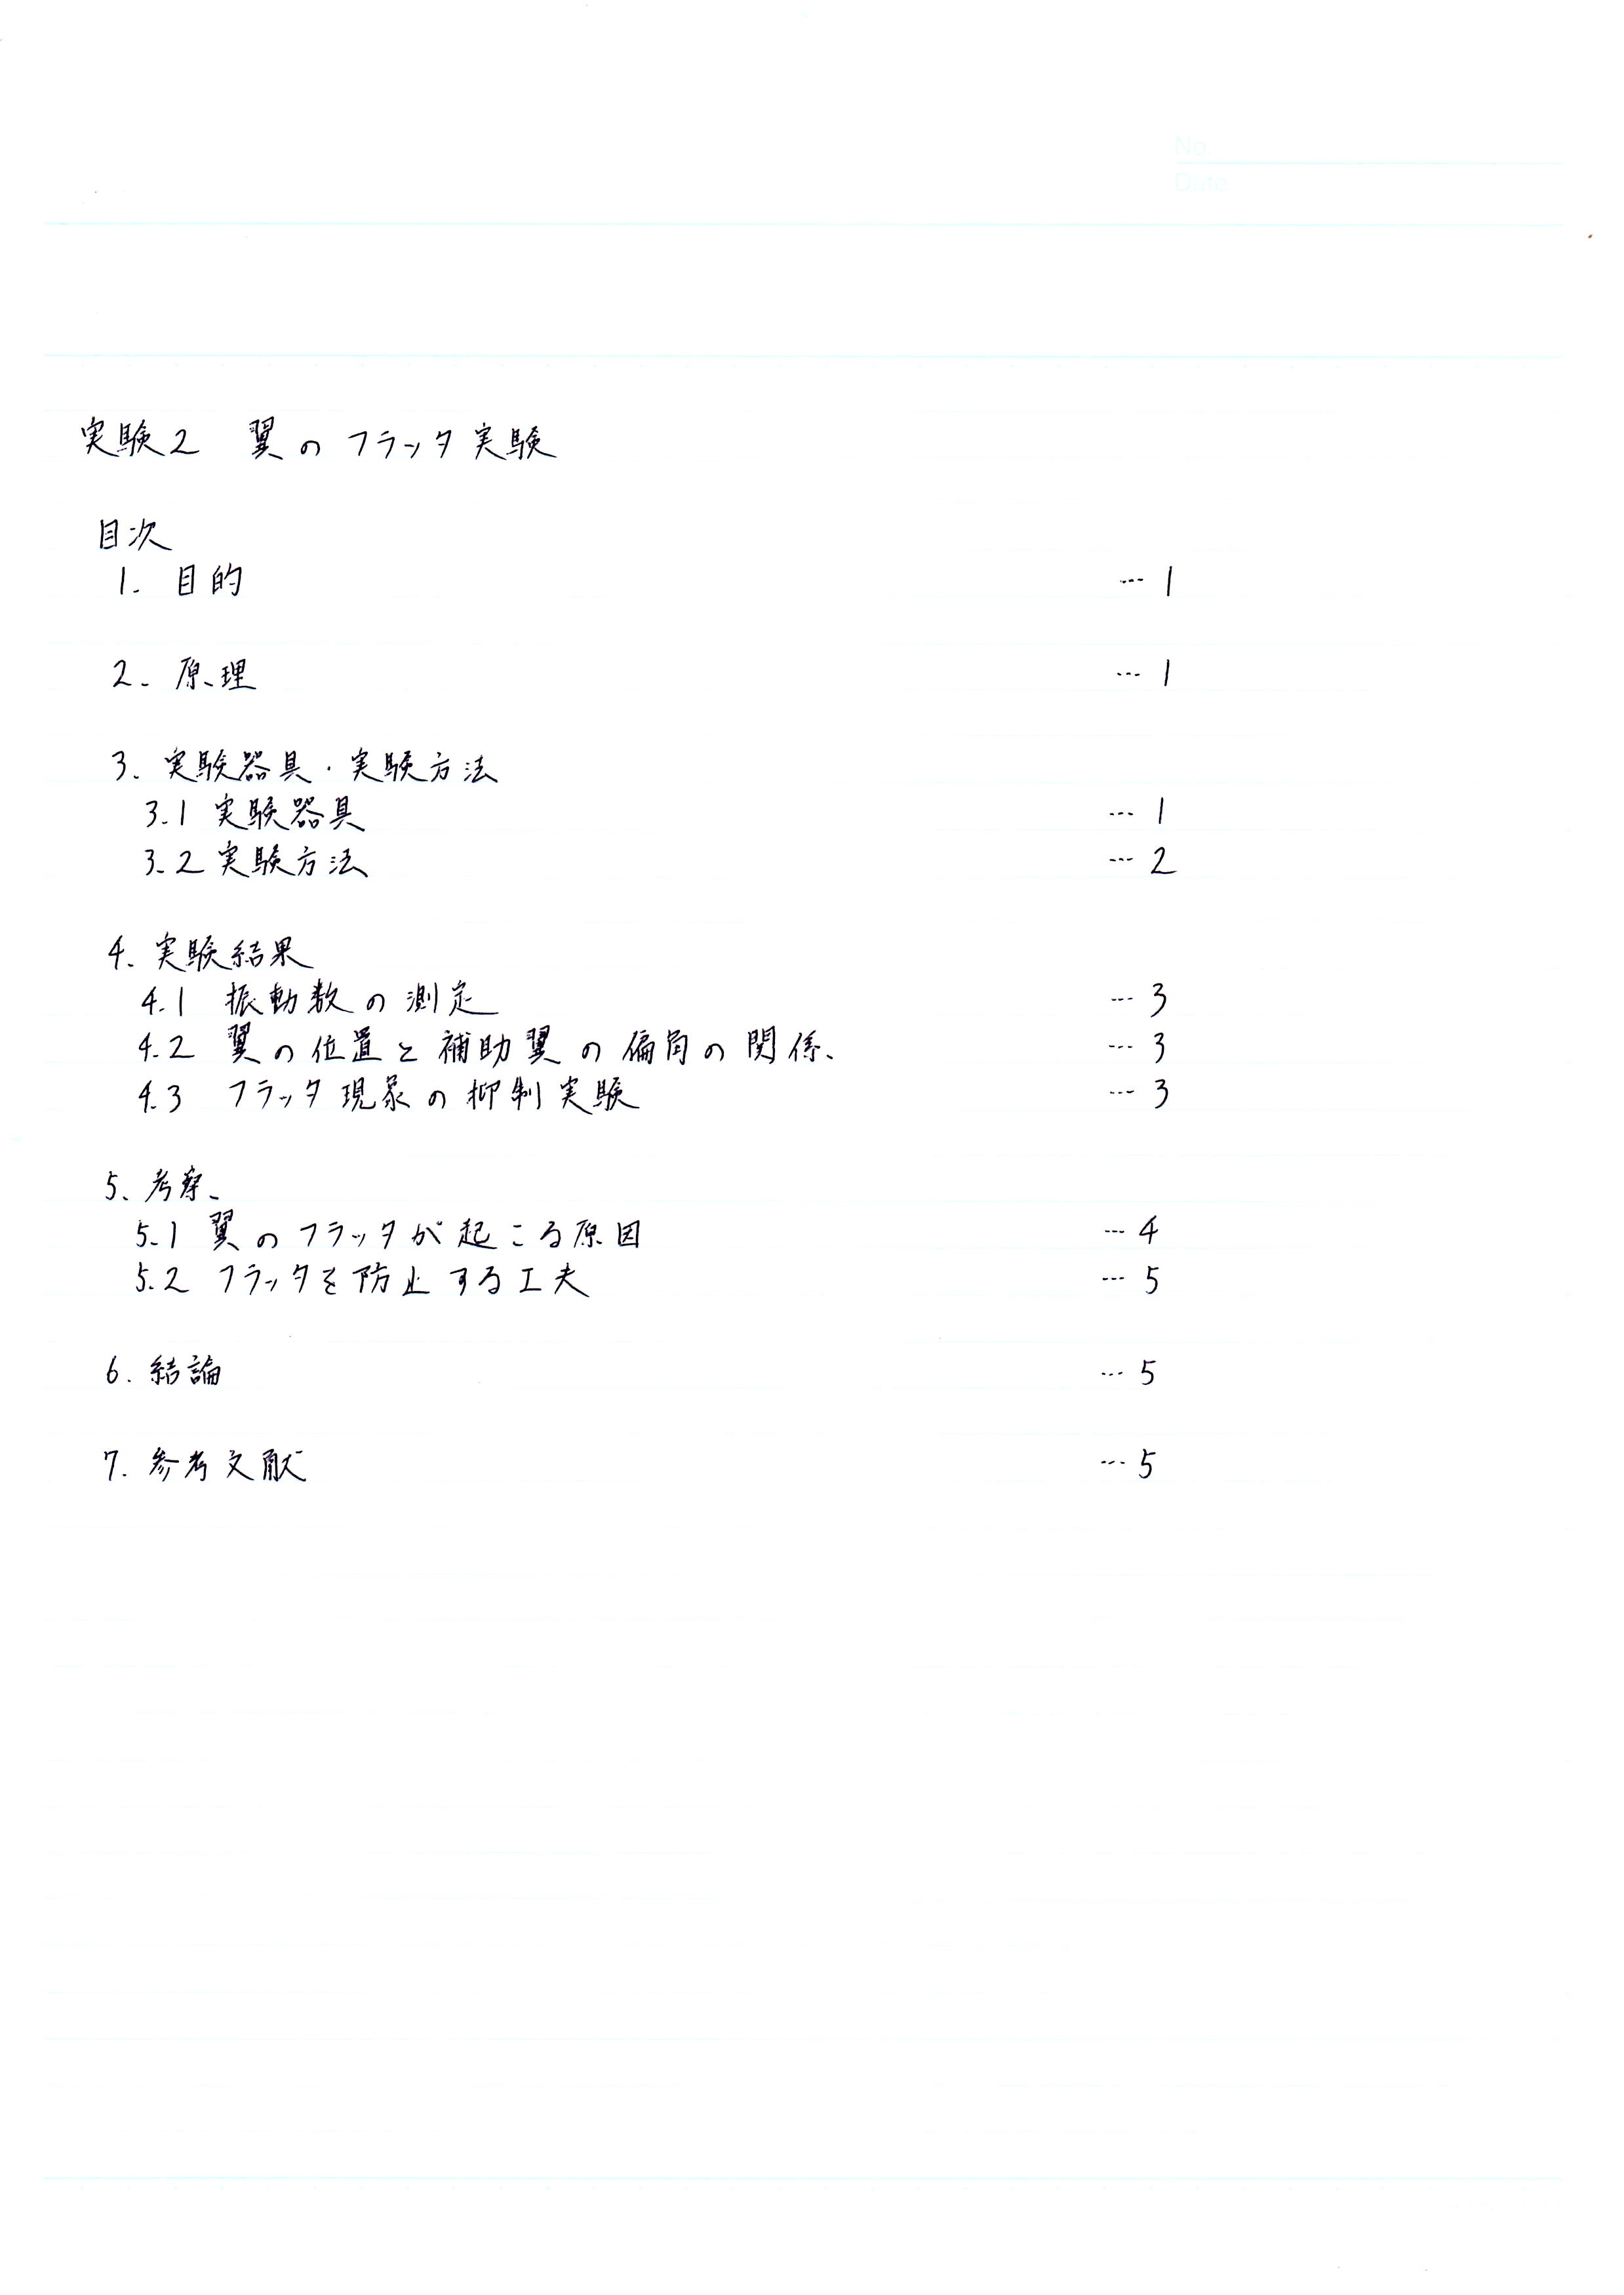 No
Date
実験2 翼のフラッタ実験
目次
1. 目的 … 1
2. 原理 … 1
3. 実験器具・実験方法
3.1 実験器具 … 1
3.2 実験方法 … 2
4. 実験結果
4.1 振動数の測定 … 3
4.2 翼の位置と補助翼の偏角の関係 … 3
4.3 フラッタ現象の抑制実験 … 3
5. 考察
5.1 翼のフラッタが起こる原因 … 4
5.2 フラッタを防止する工夫 … 5
6. 結論 … 5
7. 参考文献 … 5